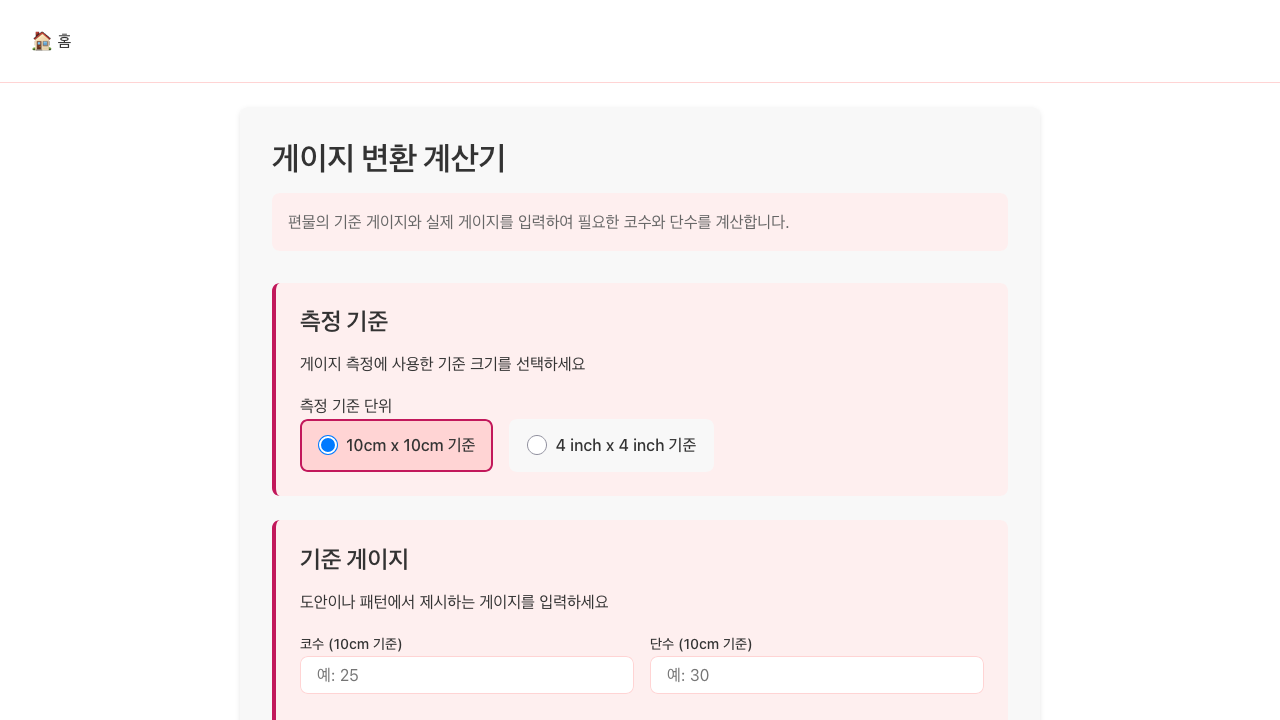 🏠 홈
게이지 변환 계산기
편물의 기준 게이지와 실제 게이지를 입력하여 필요한 코수와 단수를 계산합니다.
측정 기준
게이지 측정에 사용한 기준 크기를 선택하세요
측정 기준 단위
10cm x 10cm 기준 4 inch x 4 inch 기준
기준 게이지
도안이나 패턴에서 제시하는 게이지를 입력하세요
코수 (10cm 기준) 단수 (10cm 기준)
예: 25 예: 30